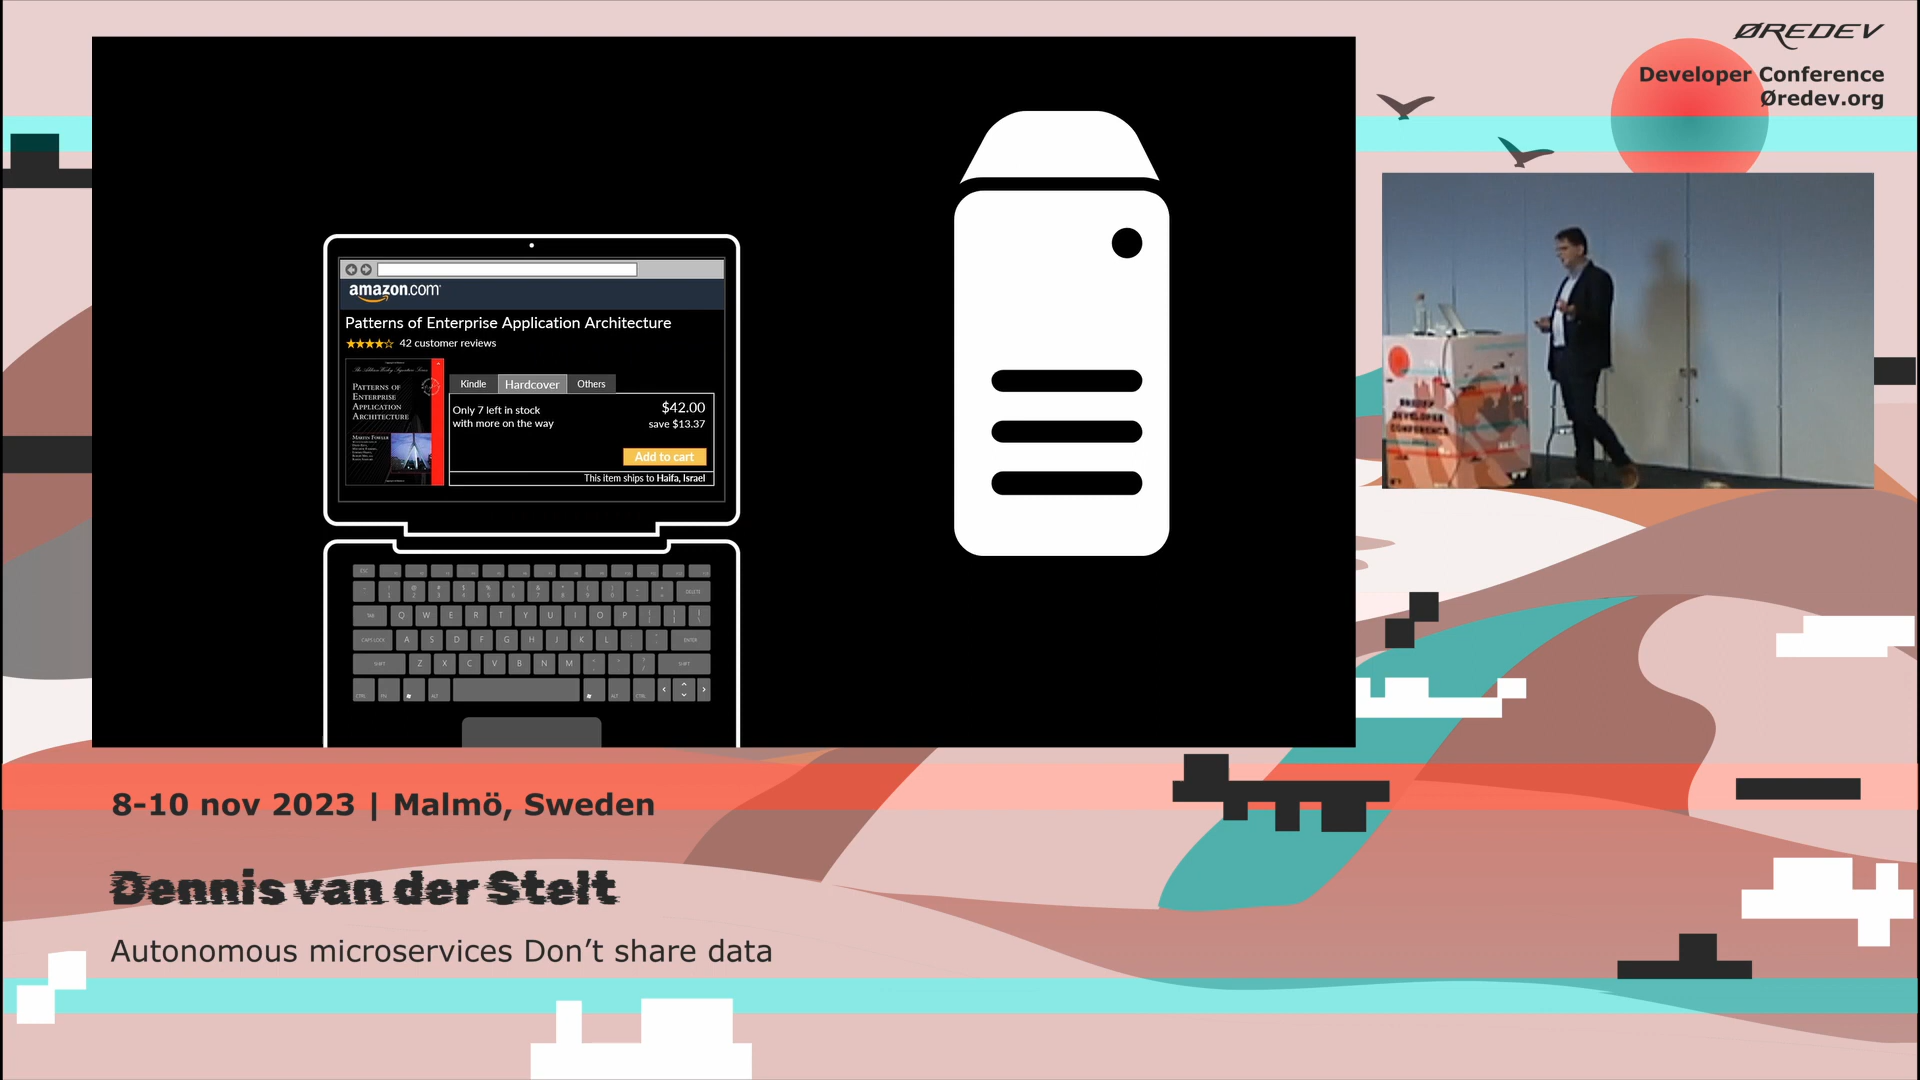 ØREDEV
Developer Conference
Øredev.org
amazon.com
Patterns of Enterprise Application Architecture
42 customer reviews
PATTERNS OF
ENTERPRISE
APPLICATION
ARCHITECTURE
MARTIN FOWLER
Kindle Hardcover Others
Only 7 left in stock
with more on the way
$42.00
save $13.37
Add to cart
This item ships to Haifa, Israel
Q W E R T Y U I O P
A S D F G H J K L
Z X C V B N M
DEVELOPER
CONFERENCE
8-10 nov 2023 | Malmö, Sweden
Dennis van der Stelt
Autonomous microservices Don’t share data